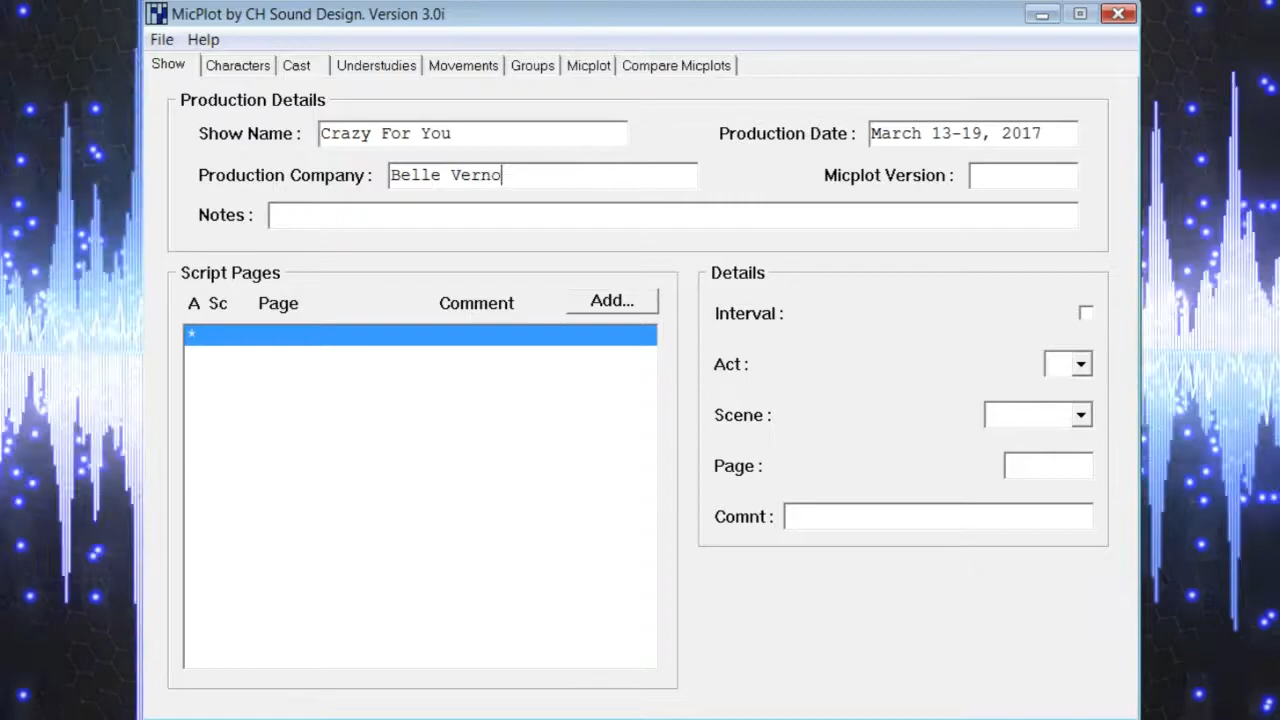 MicPlot by CH Sound Design. Version 3.0i
File Help
Show Characters Cast Understudies Movements Groups Micplot Compare Micplots
Production Details
Show Name : Crazy For You Production Date : March 13-19, 2017
Production Company : Belle Verno Micplot Version :
Notes :
Script Pages Details
A Sc Page Comment Add...
*
Interval :
Act :
Scene :
Page :
Comnt :